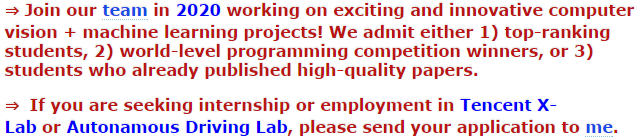 ⇒ Join our team in 2020 working on exciting and innovative computer
vision + machine learning projects! We admit either 1) top-ranking
students, 2) world-level programming competition winners, or 3)
students who already published high-quality papers.
⇒ If you are seeking internship or employment in Tencent X-
Lab or Autonamous Driving Lab, please send your application to me.